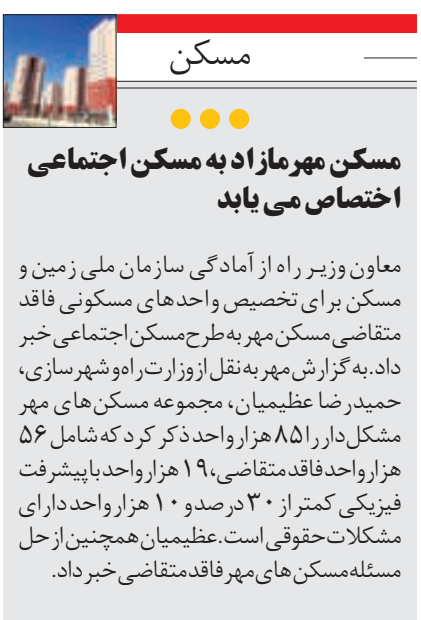 مسکن
مسکن مهر مازاد به مسکن اجتماعی
اختصاص می یابد
معاون وزیر راه از آمادگی سازمان ملی زمین و
مسکن برای تخصیص واحدهای مسکونی فاقد
متقاضی مسکن مهر به طرح مسکن اجتماعی خبر
داد. به گزارش مهر به نقل از وزارت راه و شهرسازی،
حمیدرضا عظیمیان، مجموعه مسکن های مهر
مشکل دار را ۸۵ هزار واحد ذکر کرد که شامل ۵۶
هزار واحد فاقد متقاضی، ۱۹ هزار واحد با پیشرفت
فیزیکی کمتر از ۳۰ درصد و ۱۰ هزار واحد دارای
مشکلات حقوقی است. عظیمیان همچنین از حل
مسئله مسکن های مهر فاقد متقاضی خبر داد.